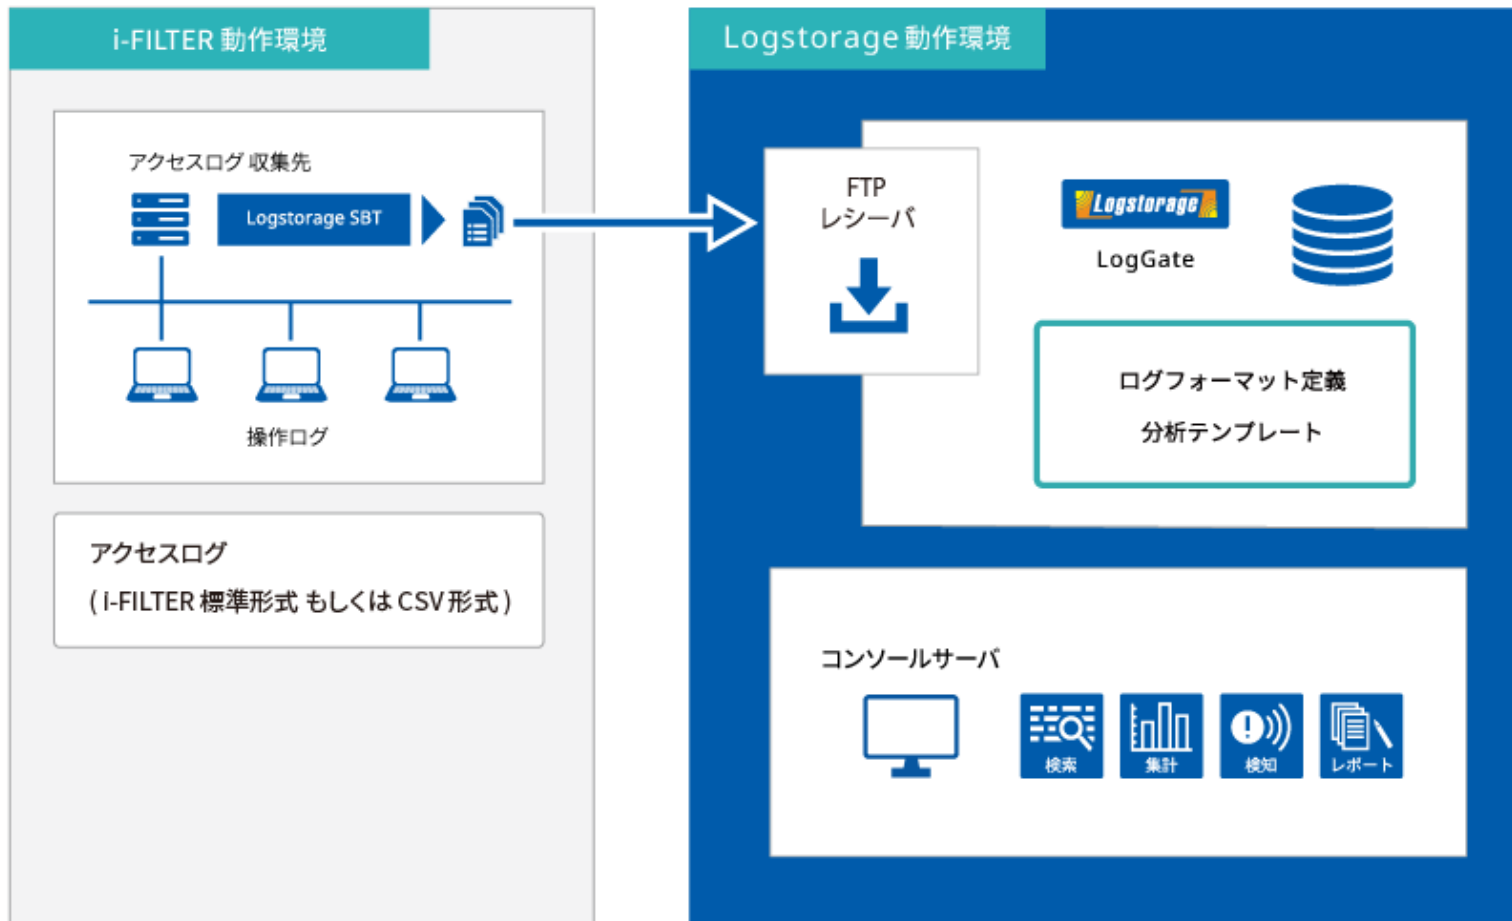 i-FILTER 動作環境
アクセスログ 収集先
Logstorage SBT
操作ログ
アクセスログ
( i-FILTER 標準形式 もしくは CSV 形式 )
Logstorage 動作環境
FTP
レシーバ
Logstorage
LogGate
ログフォーマット定義
分析テンプレート
コンソールサーバ
検索
集計
検知
レポート